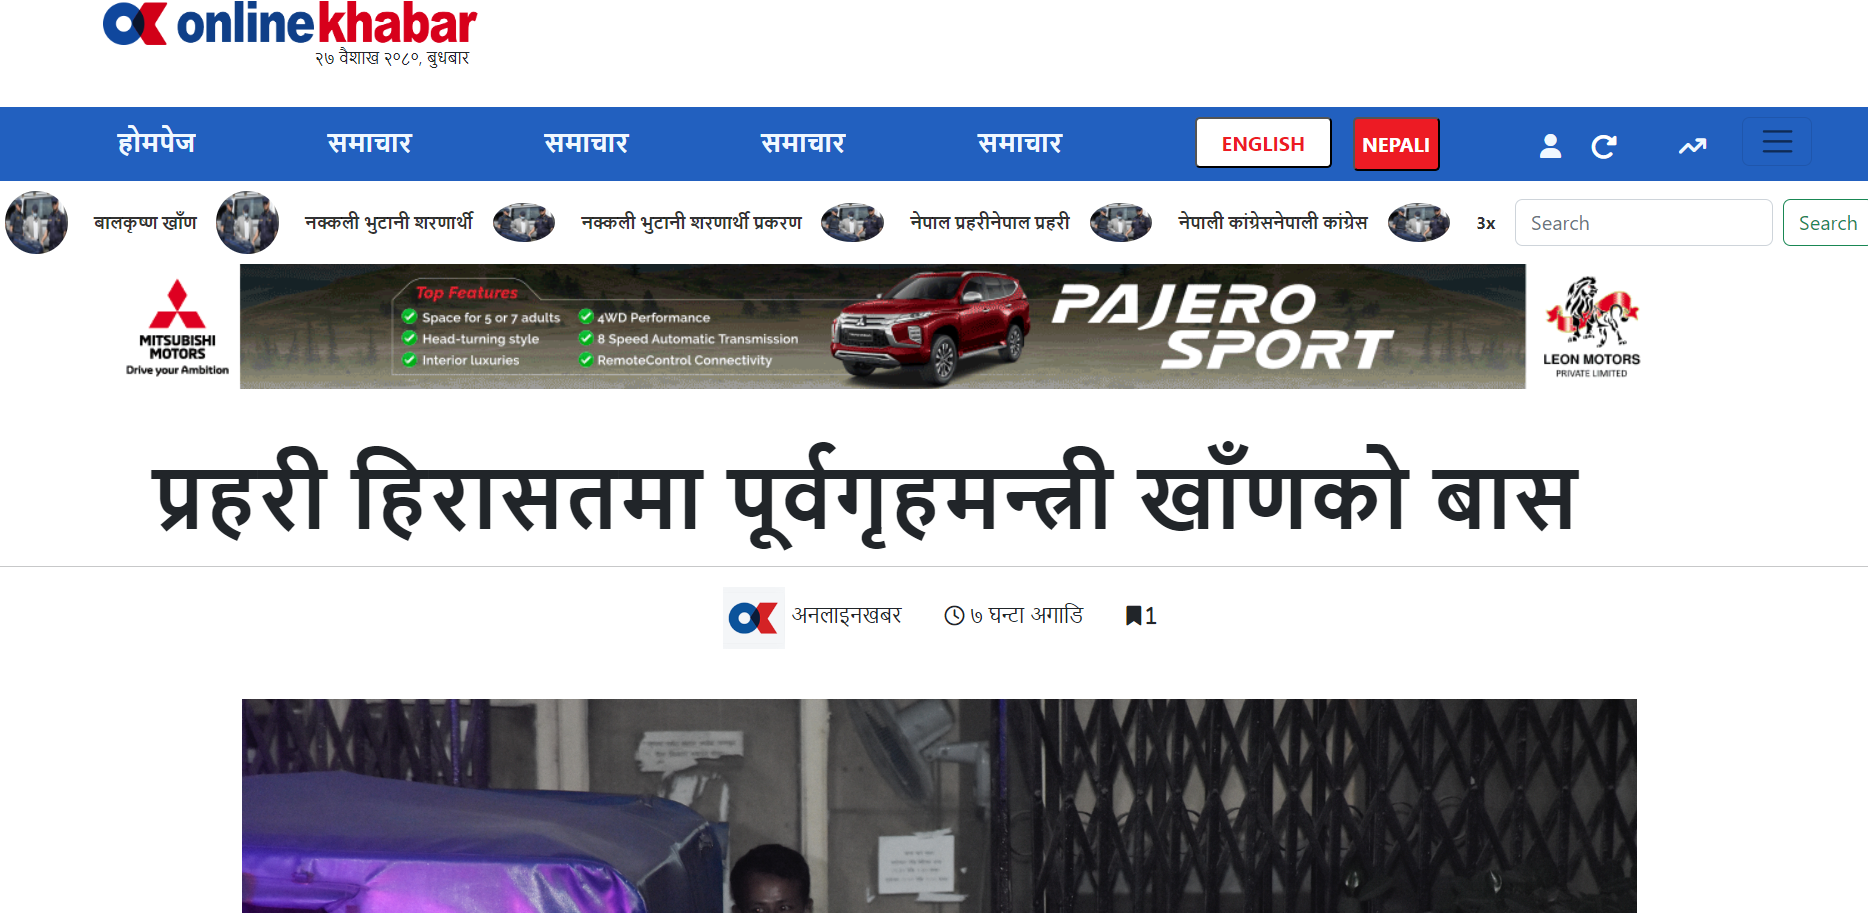 onlinekhabar
२७ वैशाख २०८०, बुधबार
होमपेज समाचार समाचार समाचार समाचार ENGLISH NEPALI
बालकृष्ण खाँण नक्कली भुटानी शरणार्थी नक्कली भुटानी शरणार्थी प्रकरण नेपाल प्रहरीनेपाल प्रहरी नेपाली कांग्रेसनेपाली कांग्रेस 3x Search Search
MITSUBISHI
MOTORS
Drive your Ambition
Top Features
Space for 5 or 7 adults
Head-turning style
Interior luxuries
4WD Performance
8 Speed Automatic Transmission
RemoteControl Connectivity
PAJERO
SPORT
LEON MOTORS
PRIVATE LIMITED
प्रहरी हिरासतमा पूर्वगृहमन्त्री खाँणको बास
अनलाइनखबर ७ घन्टा अगाडि 1